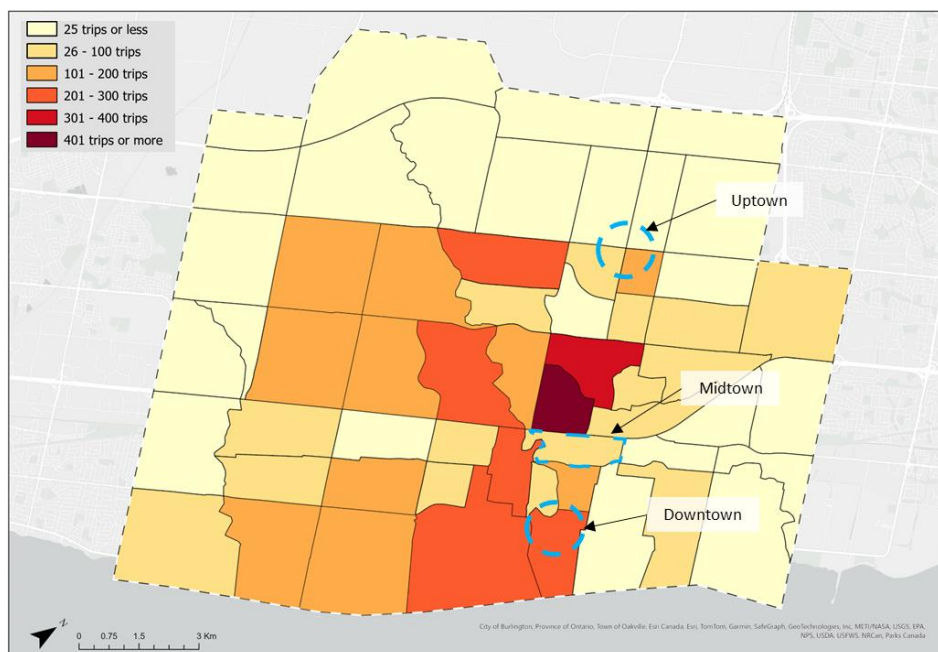 25 trips or less
26 - 100 trips
101 - 200 trips
201 - 300 trips
301 - 400 trips
401 trips or more
Uptown
Midtown
Downtown
N
0 0.75 1.5 3 Km
City of Burlington, Province of Ontario, Town of Oakville, Esri Canada, Esri, TomTom, Garmin, SafeGraph, GeoTechnologies, Inc, METI/NASA, USGS, EPA,
NPS, USDA, USFWS, NRCan, Parks Canada